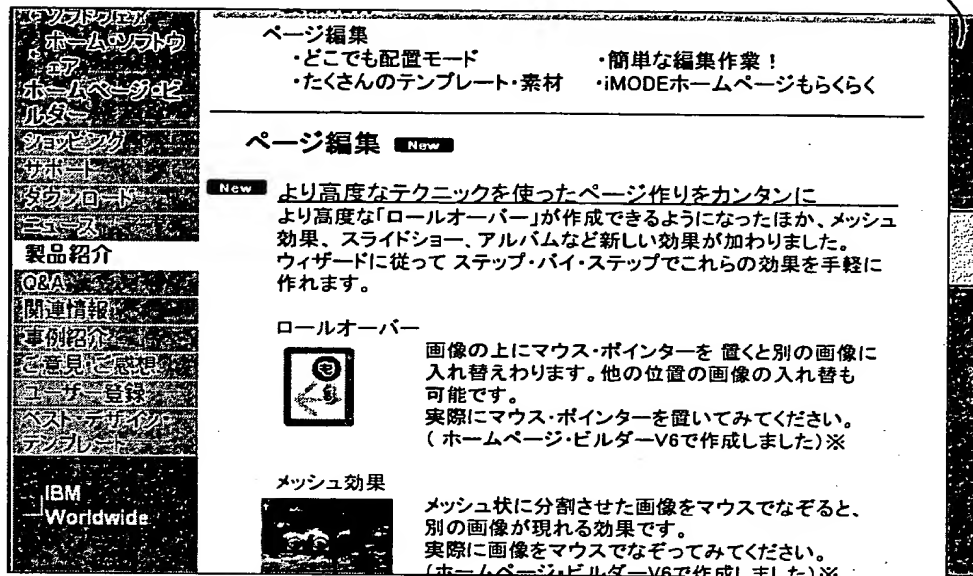 ソフトウェア
ホーム・ソフトウ
ェア
ホームページ・ビ
ルダー
ショッピング
サポート
ダウンロード
ニュース
製品紹介
Q&A
関連情報
事例紹介
ご意見・ご感想
ユーザー登録
ベスト・デザイン・
テンプレート
IBM
Worldwide
ページ編集
・どこでも配置モード ・簡単な編集作業！
・たくさんのテンプレート・素材 ・iMODEホームページもらくらく
ページ編集 New
New より高度なテクニックを使ったページ作りをカンタンに
より高度な「ロールオーバー」が作成できるようになったほか、メッシュ
効果、スライドショー、アルバムなど新しい効果が加わりました。
ウィザードに従って ステップ・バイ・ステップでこれらの効果を手軽に
作れます。
ロールオーバー
画像の上にマウス・ポインターを 置くと別の画像に
入れ替えわります。他の位置の画像の入れ替も
可能です。
実際にマウス・ポインターを置いてみてください。
( ホームページ・ビルダーV6で作成しました)※
メッシュ効果
メッシュ状に分割させた画像をマウスでなぞると、
別の画像が現れる効果です。
実際に画像をマウスでなぞってみてください。
(ホームページ・ビルダーV6で作成しました)※